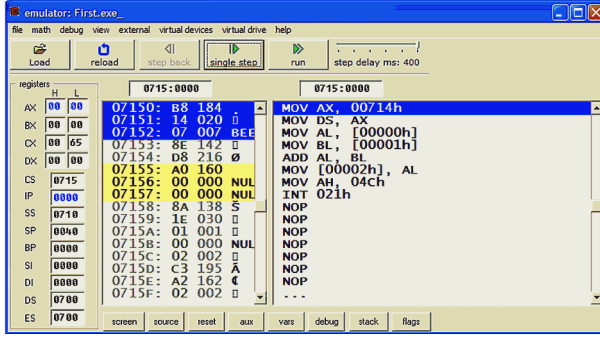 emulator: First.exe_
file math debug view external virtual devices virtual drive help
Load reload step back single step run step delay ms: 400
registers
H L
0715:0000 0715:0000
AX 00 00
BX 00 00
CX 00 65
DX 00 00
CS 0715
IP 0000
SS 0710
SP 0040
BP 0000
SI 0000
DI 0000
DS 0700
ES 0700
07150: B8 184 .
07151: 14 020
07152: 07 007 BEE
07153: 8E 142
07154: D8 216 Ø
07155: A0 160
07156: 00 000 NUL
07157: 00 000 NUL
07158: 8A 138 Š
07159: 1E 030
0715A: 01 001
0715B: 00 000 NUL
0715C: 02 002
0715D: C3 195 Ã
0715E: A2 162 ¢
0715F: 02 002
MOV AX, 00714h
MOV DS, AX
MOV AL, [00000h]
MOV BL, [00001h]
ADD AL, BL
MOV [00002h], AL
MOV AH, 04Ch
INT 021h
NOP
NOP
NOP
NOP
NOP
NOP
NOP
...
screen source reset aux vars debug stack flags